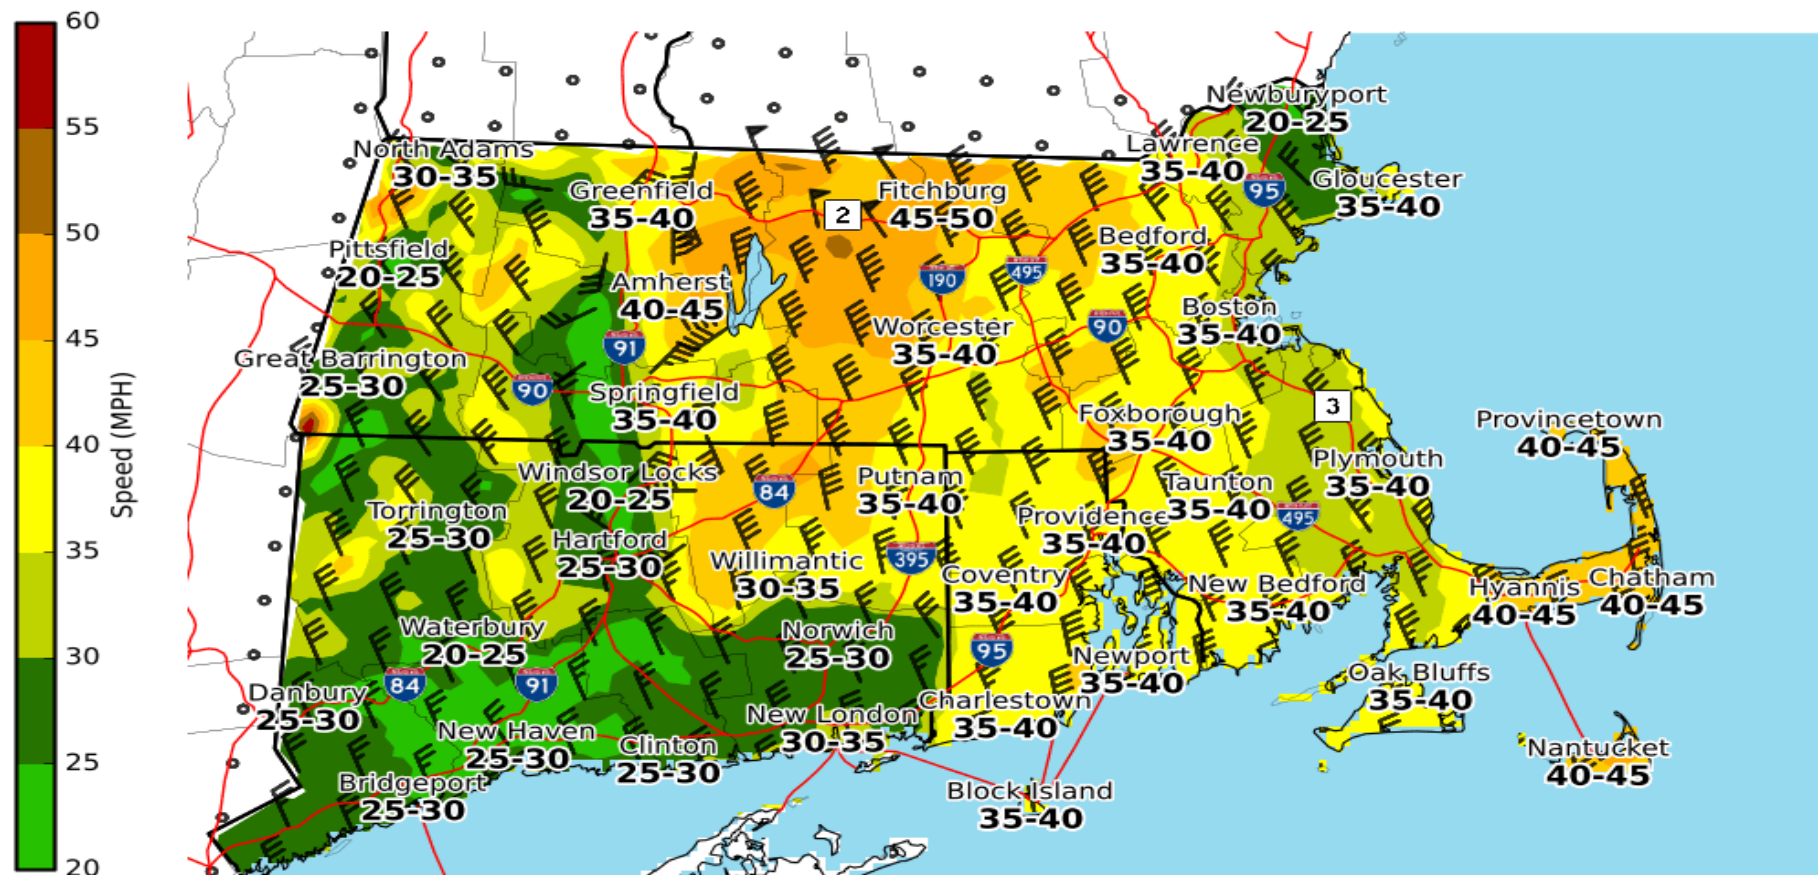 60
55
50
45
40
35
30
25
20
Speed (MPH)
Newburyport
20-25
North Adams
30-35
Lawrence
35-40
Greenfield
35-40
Fitchburg
45-50
95
Gloucester
35-40
2
Pittsfield
20-25
Bedford
35-40
Amherst
40-45
190
495
Boston
35-40
Worcester
35-40
90
91
Great Barrington
25-30
90
Springfield
35-40
3
Foxborough
35-40
Provincetown
40-45
Windsor Locks
20-25
84
Putnam
35-40
Taunton
35-40
Plymouth
35-40
Torrington
25-30
Providence
35-40
495
Hartford
25-30
Willimantic
30-35
395
Coventry
35-40
New Bedford
35-40
Hyannis
40-45
Chatham
40-45
Waterbury
20-25
Norwich
25-30
95
Newport
35-40
Oak Bluffs
35-40
84
91
Danbury
25-30
New Haven
25-30
Clinton
25-30
New London
30-35
Charlestown
35-40
Nantucket
40-45
Bridgeport
25-30
Block Island
35-40